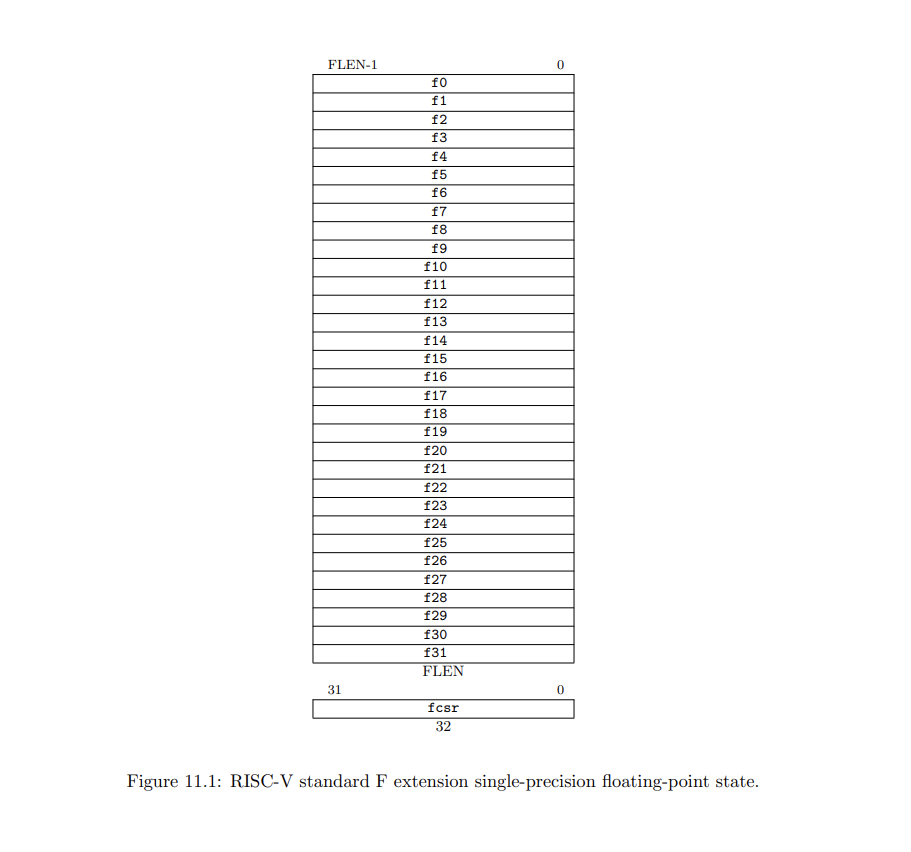 FLEN-1 0
f0
f1
f2
f3
f4
f5
f6
f7
f8
f9
f10
f11
f12
f13
f14
f15
f16
f17
f18
f19
f20
f21
f22
f23
f24
f25
f26
f27
f28
f29
f30
f31
FLEN
31 0
fcsr
32
Figure 11.1: RISC-V standard F extension single-precision floating-point state.